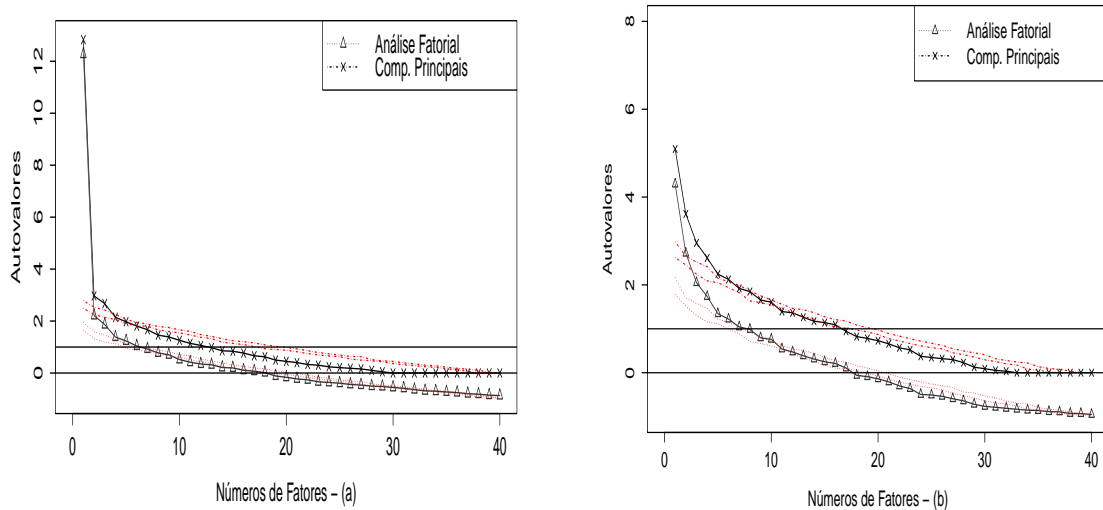 Análise Fatorial
Comp. Principais
Autovalores
12
10
8
6
4
2
0
0 10 20 30 40
Números de Fatores – (a)
Análise Fatorial
Comp. Principais
Autovalores
8
6
4
2
0
0 10 20 30 40
Números de Fatores – (b)